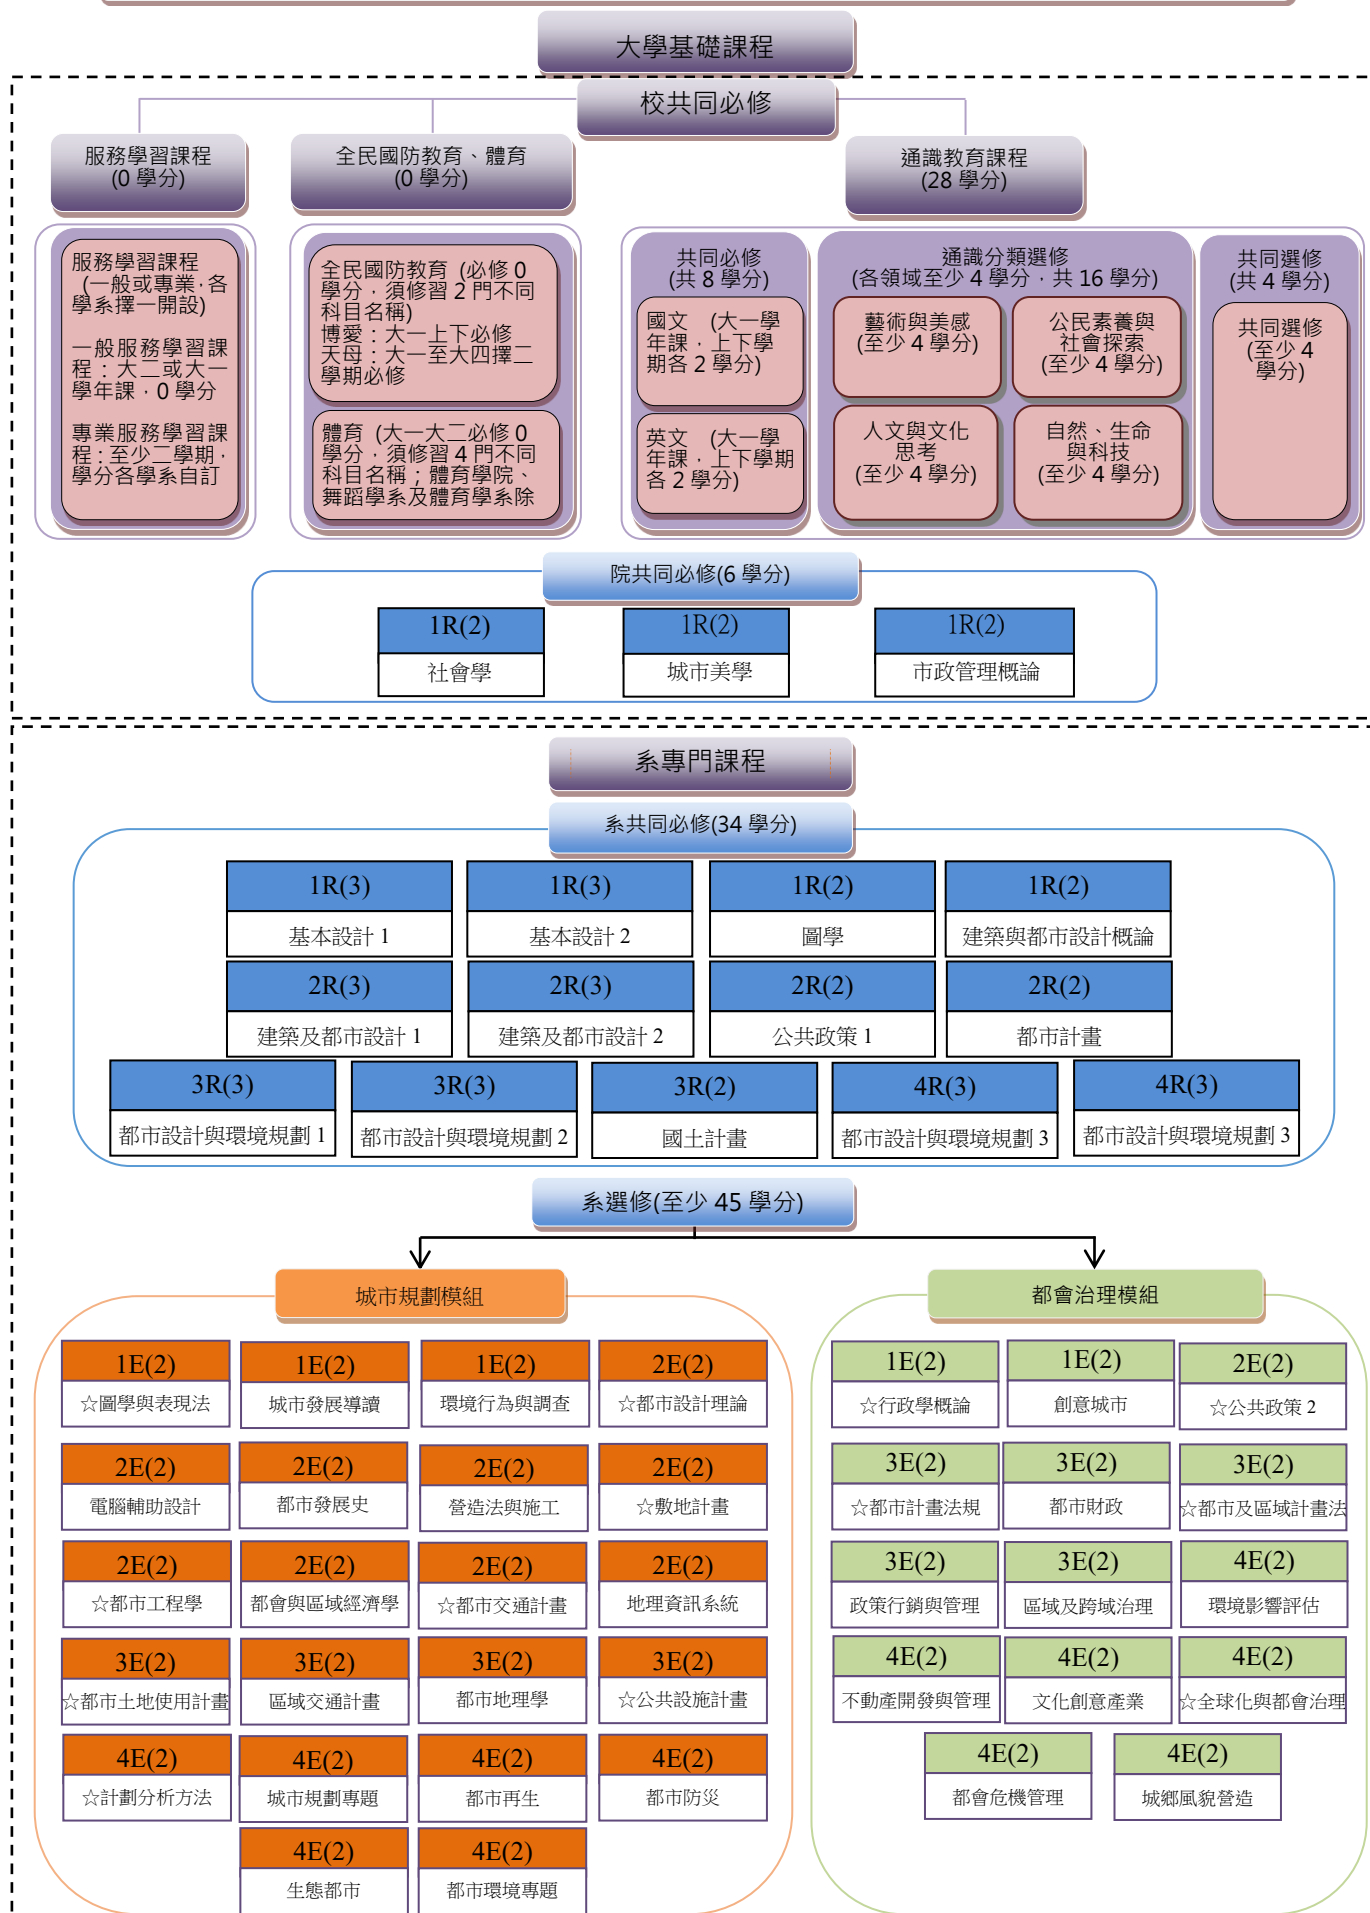 大學基礎課程
校共同必修
服務學習課程
(0 學分)
全民國防教育、體育
(0 學分)
通識教育課程
(28 學分)
服務學習課程
(一般或專業，各
學系擇一開設)
一般服務學習課
程：大二或大一
學年課，0 學分
專業服務學習課
程：至少二學期，
學分各學系自訂
全民國防教育 (必修 0
學分，須修習 2 門不同
科目名稱)
博愛：大一上下必修
天母：大一至大四擇二
學期必修
體育 (大一大二必修 0
學分，須修習 4 門不同
科目名稱；體育學院、
舞蹈學系及體育學系除
共同必修
(共 8 學分)
國文 (大一學
年課，上下學
期各 2 學分)
英文 (大一學
年課，上下學期
各 2 學分)
通識分類選修
(各領域至少 4 學分，共 16 學分)
藝術與美感
(至少 4 學分)
公民素養與
社會探索
(至少 4 學分)
人文與文化
思考
(至少 4 學分)
自然、生命
與科技
(至少 4 學分)
共同選修
(共 4 學分)
共同選修
(至少 4
學分)
院共同必修(6 學分)
1R(2) 1R(2) 1R(2)
社會學 城市美學 市政管理概論
系專門課程
系共同必修(34 學分)
1R(3) 1R(3) 1R(2) 1R(2)
基本設計 1 基本設計 2 圖學 建築與都市設計概論
2R(3) 2R(3) 2R(2) 2R(2)
建築及都市設計 1 建築及都市設計 2 公共政策 1 都市計畫
3R(3) 3R(3) 3R(2) 4R(3) 4R(3)
都市設計與環境規劃 1 都市設計與環境規劃 2 國土計畫 都市設計與環境規劃 3 都市設計與環境規劃 3
系選修(至少 45 學分)
城市規劃模組
1E(2) 1E(2) 1E(2) 2E(2)
☆圖學與表現法 城市發展導讀 環境行為與調查 ☆都市設計理論
2E(2) 2E(2) 2E(2) 2E(2)
電腦輔助設計 都市發展史 營造法與施工 ☆敷地計畫
2E(2) 2E(2) 2E(2) 2E(2)
☆都市工程學 都會與區域經濟學 ☆都市交通計畫 地理資訊系統
3E(2) 3E(2) 3E(2) 3E(2)
☆都市土地使用計畫 區域交通計畫 都市地理學 ☆公共設施計畫
4E(2) 4E(2) 4E(2) 4E(2)
☆計劃分析方法 城市規劃專題 都市再生 都市防災
4E(2) 4E(2)
生態都市 都市環境專題
都會治理模組
1E(2) 1E(2) 2E(2)
☆行政學概論 創意城市 ☆公共政策 2
3E(2) 3E(2) 3E(2)
☆都市計畫法規 都市財政 ☆都市及區域計畫法
3E(2) 3E(2) 4E(2)
政策行銷與管理 區域及跨域治理 環境影響評估
4E(2) 4E(2) 4E(2)
不動產開發與管理 文化創意產業 ☆全球化與都會治理
4E(2) 4E(2)
都會危機管理 城鄉風貌營造